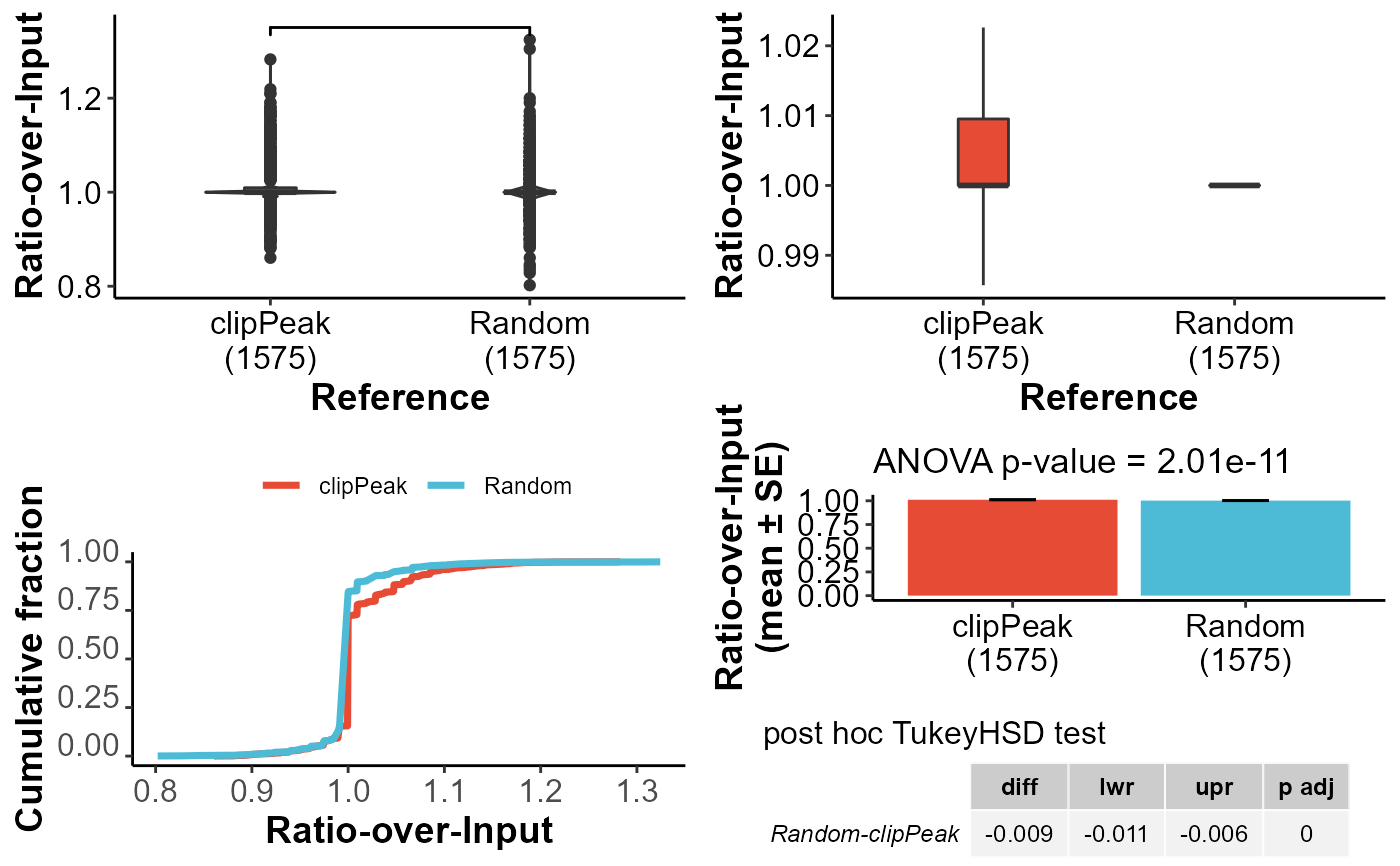 Ratio-over-Input
1.2
1.0
0.8
clipPeak
(1575)
Random
(1575)
Reference
Ratio-over-Input
1.02
1.01
1.00
0.99
clipPeak
(1575)
Random
(1575)
Reference
clipPeak
Random
Cumulative fraction
1.00
0.75
0.50
0.25
0.00
0.8
0.9
1.0
1.1
1.2
1.3
Ratio-over-Input
ANOVA p-value = 2.01e-11
Ratio-over-Input
(mean ± SE)
1.00
0.75
0.50
0.25
0.00
clipPeak
(1575)
Random
(1575)
post hoc TukeyHSD test
diff lwr upr p adj
Random-clipPeak -0.009 -0.011 -0.006 0